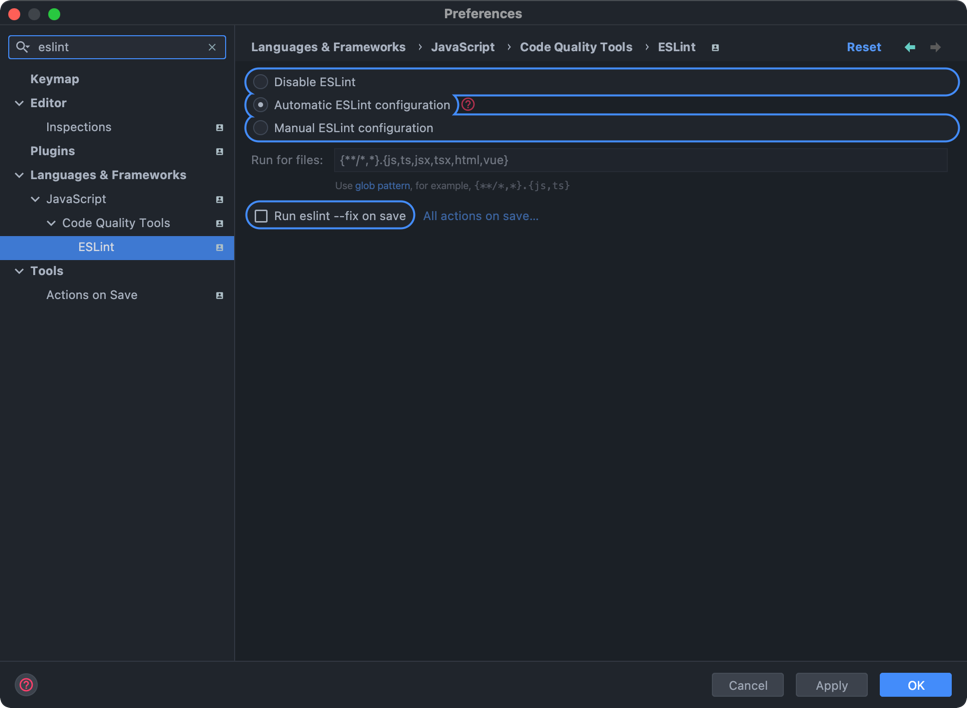 Preferences
eslint
Keymap
Editor
Inspections
Plugins
Languages & Frameworks
JavaScript
Code Quality Tools
ESLint
Tools
Actions on Save
Languages & Frameworks › JavaScript › Code Quality Tools › ESLint
Reset
Disable ESLint
Automatic ESLint configuration
Manual ESLint configuration
Run for files: {**/*,*}.{js,ts,jsx,tsx,html,vue}
Use glob pattern, for example, {**/*,*}.{js,ts}
Run eslint --fix on save All actions on save...
? Cancel Apply OK